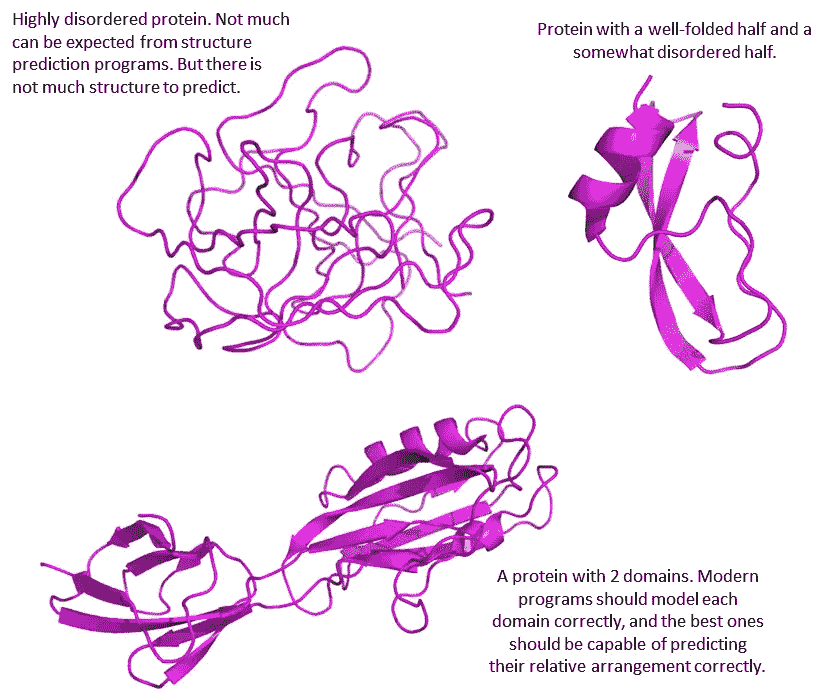 Highly disordered protein. Not much
can be expected from structure
prediction programs. But there is
not much structure to predict.
Protein with a well-folded half and a
somewhat disordered half.
A protein with 2 domains. Modern
programs should model each
domain correctly, and the best ones
should be capable of predicting
their relative arrangement correctly.